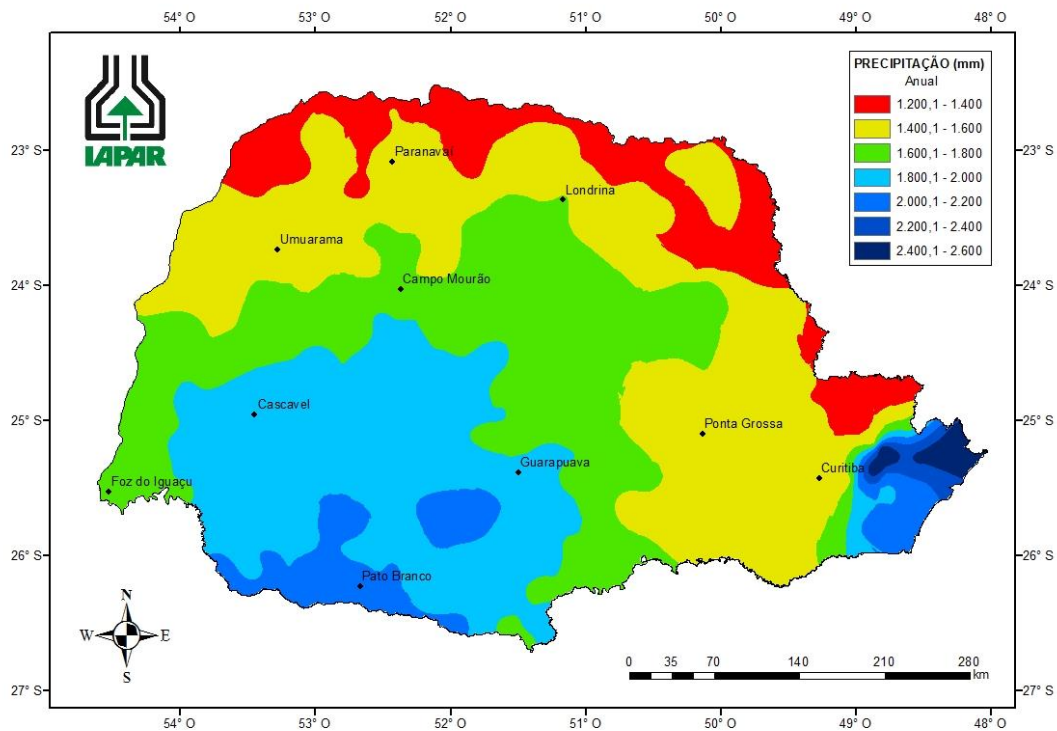 54° O 53° O 52° O 51° O 50° O 49° O 48° O
IAPAR
PRECIPITAÇÃO (mm)
Anual
1.200,1 - 1.400
1.400,1 - 1.600
1.600,1 - 1.800
1.800,1 - 2.000
2.000,1 - 2.200
2.200,1 - 2.400
2.400,1 - 2.600
23° S
23° S
Paranavaí
Londrina
Umuarama
Campo Mourão
24° S
24° S
Cascavel
25° S
25° S
Ponta Grossa
Guarapuava
Curitiba
Foz do Iguaçu
26° S
26° S
Pato Branco
N
W E
S
0 35 70 140 210 280
km
27° S
27° S
54° O 53° O 52° O 51° O 50° O 49° O 48° O